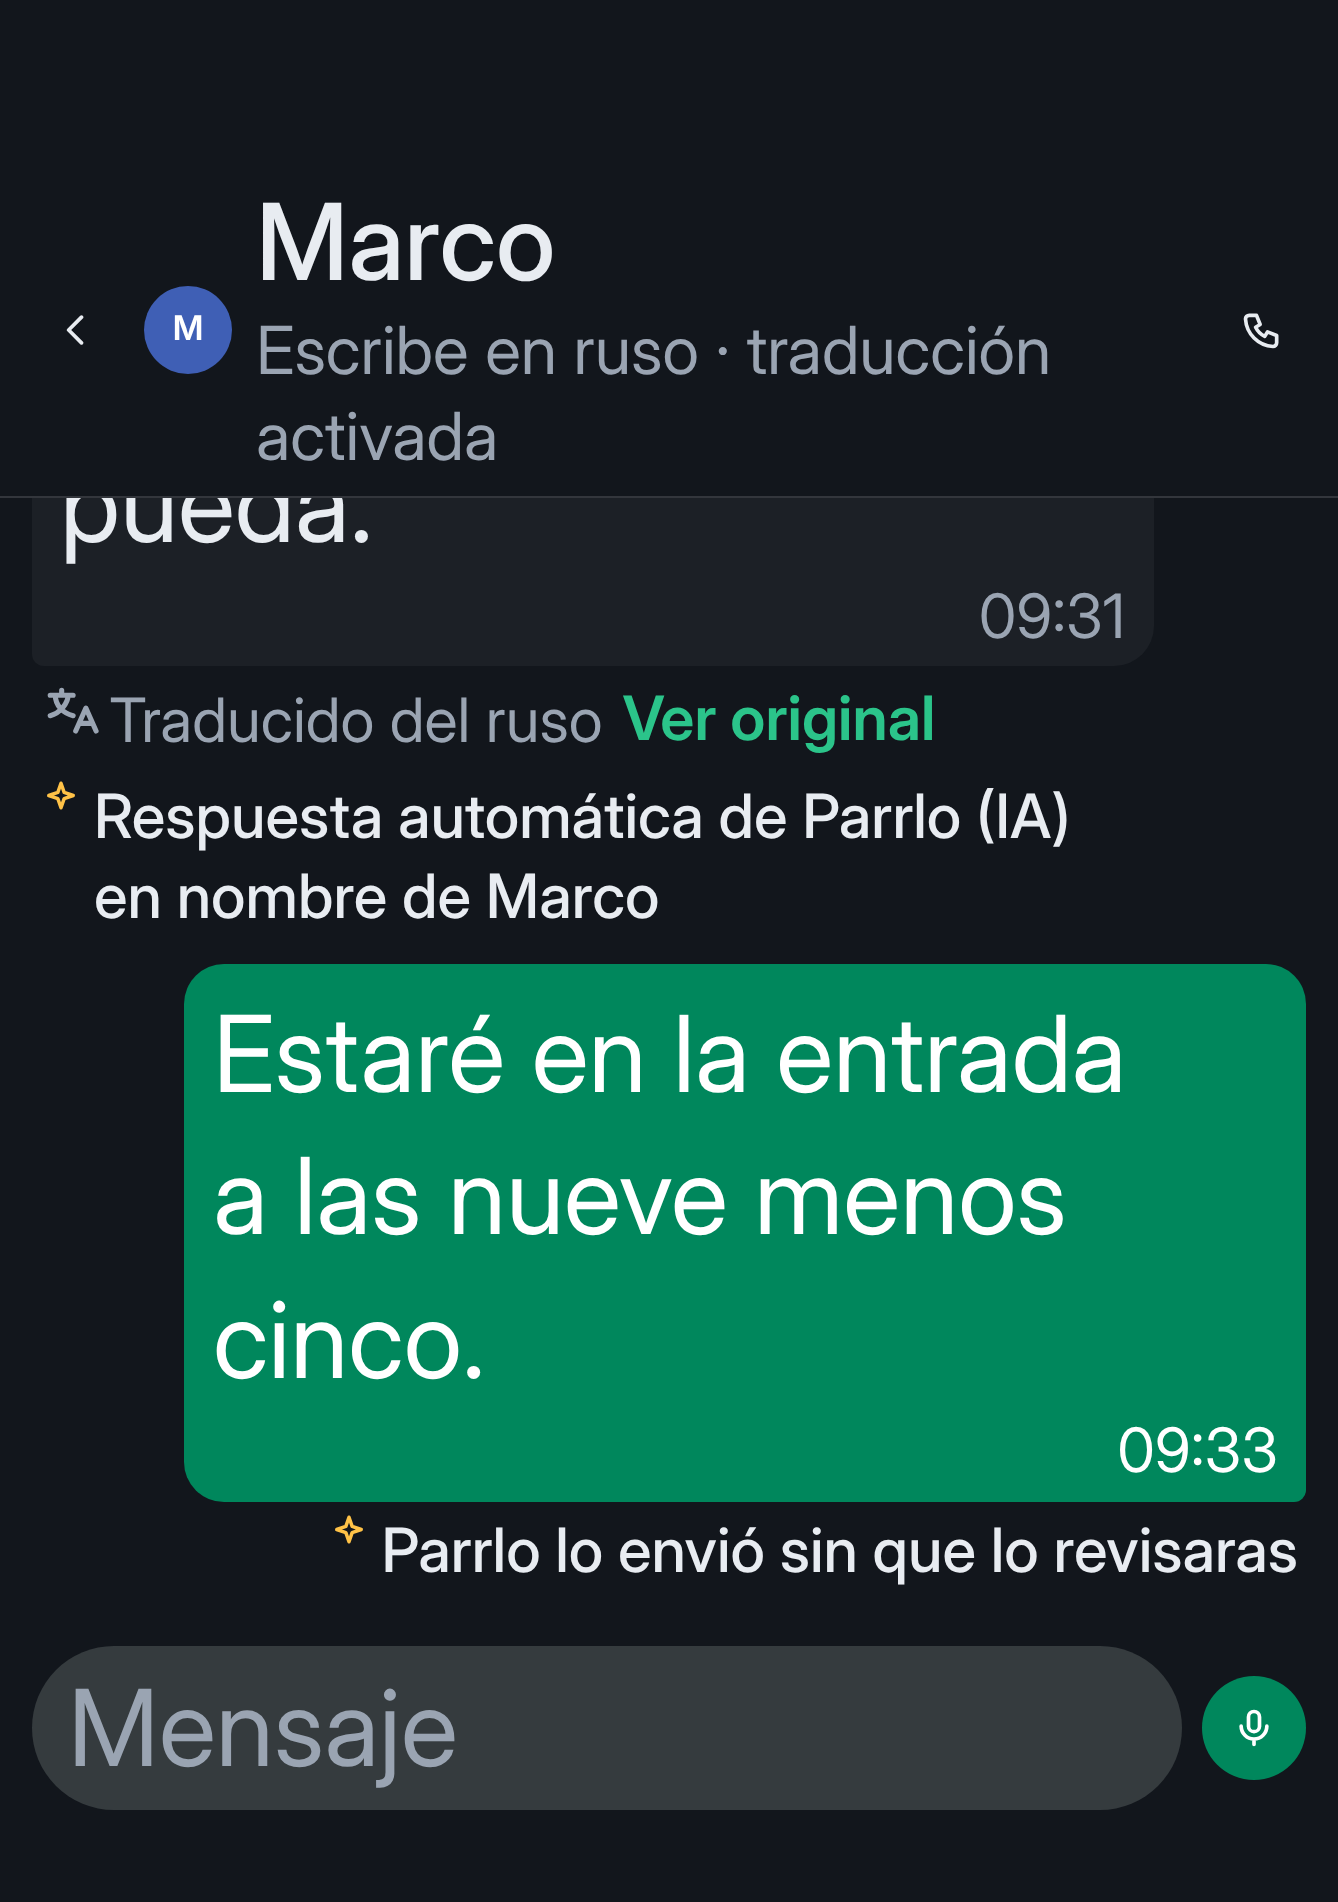 Marco
M
Escribe en ruso · traducción
activada
pueda.
09:31
Traducido del ruso Ver original
Respuesta automática de Parrlo (IA)
en nombre de Marco
Estaré en la entrada
a las nueve menos
cinco.
09:33
Parrlo lo envió sin que lo revisaras
Mensaje